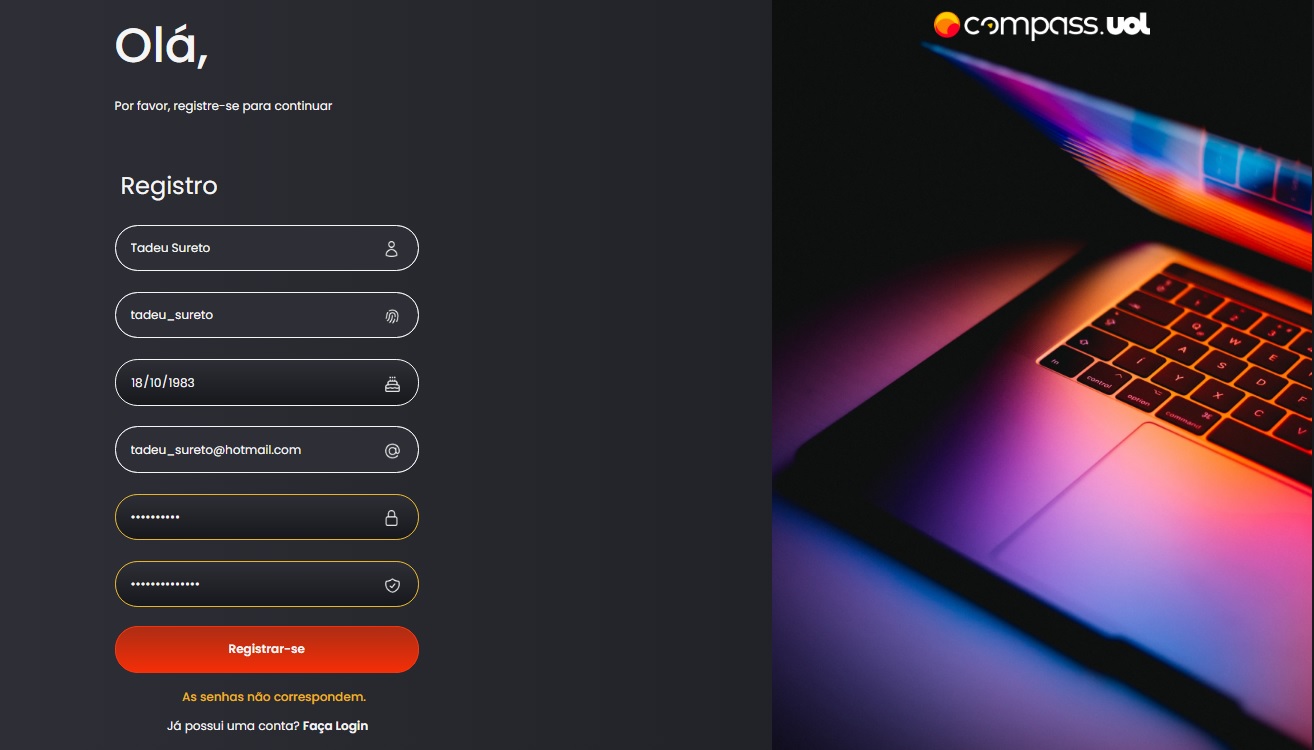 Olá,
Por favor, registre-se para continuar
Registro
Tadeu Sureto
tadeu_sureto
18/10/1983
tadeu_sureto@hotmail.com
••••••••••
••••••••••••••
Registrar-se
As senhas não correspondem.
Já possui uma conta? Faça Login
compass.uol
Q W E
A S D F
Y X C V
fn control option command